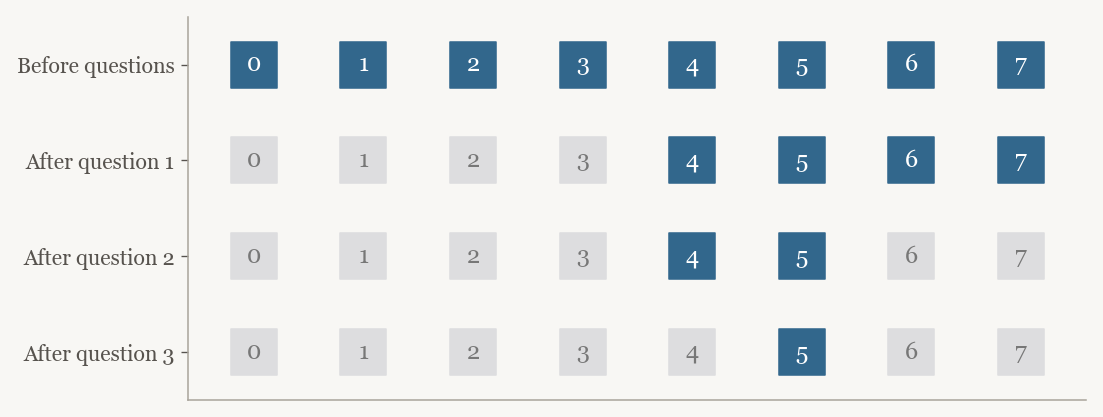 Before questions 0 1 2 3 4 5 6 7
After question 1 0 1 2 3 4 5 6 7
After question 2 0 1 2 3 4 5 6 7
After question 3 0 1 2 3 4 5 6 7